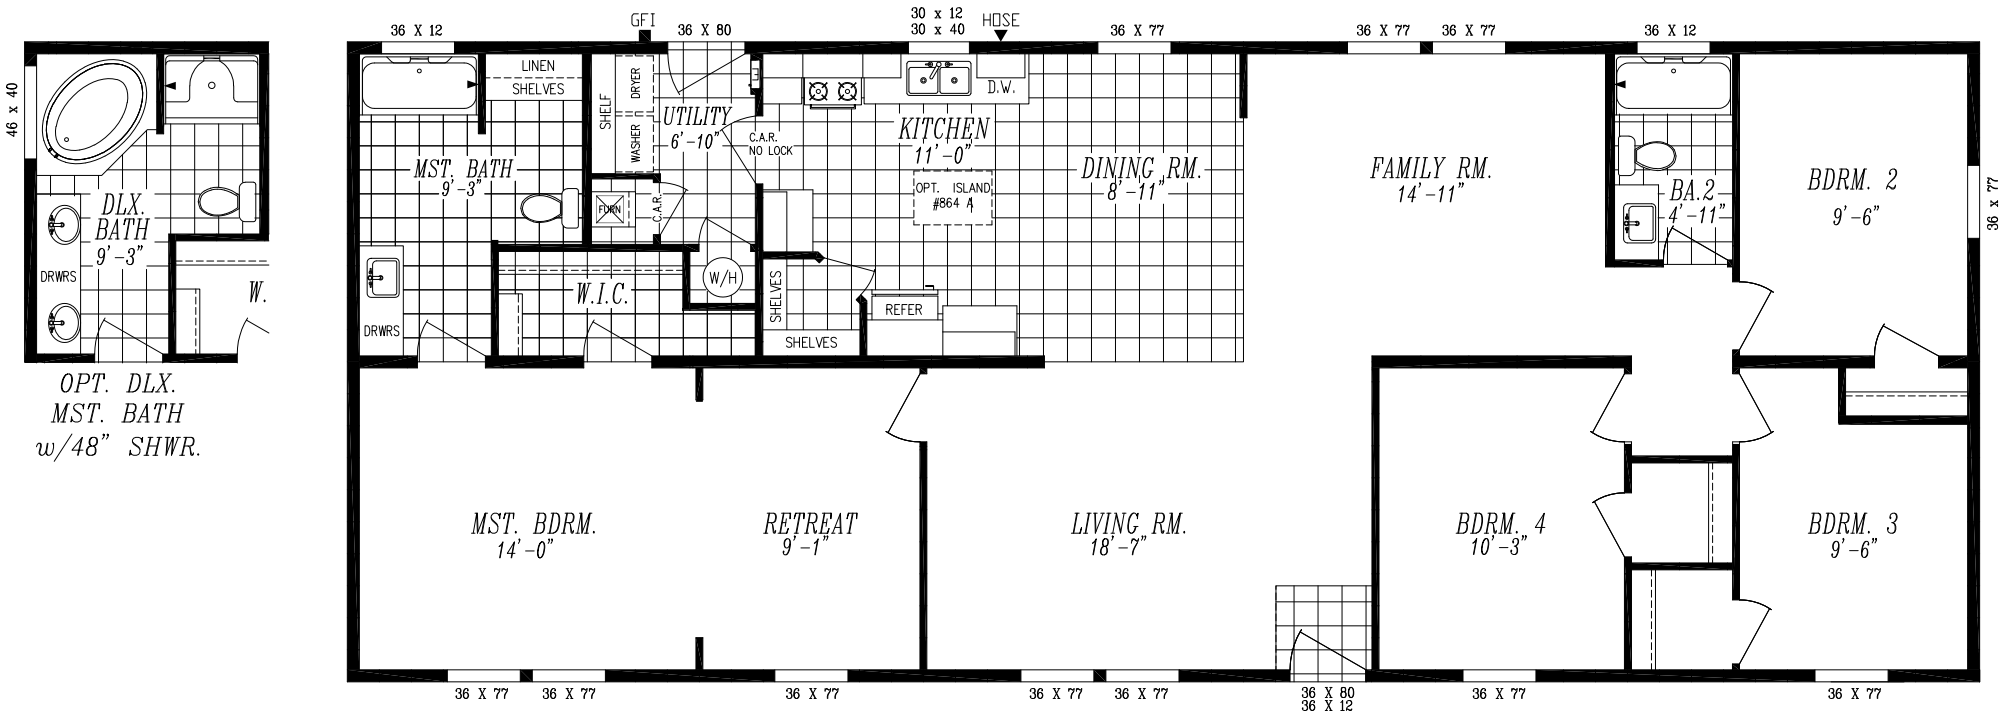 36 X 12
GFI
36 X 80
30 x 12
30 x 40
HOSE
36 X 77
36 X 77
36 X 77
36 X 12
46 x 40
DLX.
BATH
9'-3"
DRWRS
W.
OPT. DLX.
MST. BATH
w/48" SHWR.
LINEN
SHELVES
MST. BATH
9'-3"
DRWRS
SHELF
DRYER
WASHER
UTILITY
6'-10"
FURN
C.A.R.
C.A.R.
NO LOCK
W/H
W.I.C.
D.W.
KITCHEN
11'-0"
OPT. ISLAND
#864 A
SHELVES
SHELVES
REFER
DINING RM.
8'-11"
FAMILY RM.
14'-11"
BA.2
4'-11"
BDRM. 2
9'-6"
36 X 77
MST. BDRM.
14'-0"
RETREAT
9'-1"
LIVING RM.
18'-7"
BDRM. 4
10'-3"
BDRM. 3
9'-6"
36 X 77
36 X 77
36 X 77
36 X 77
36 X 77
36 X 80
36 X 12
36 X 77
36 X 77